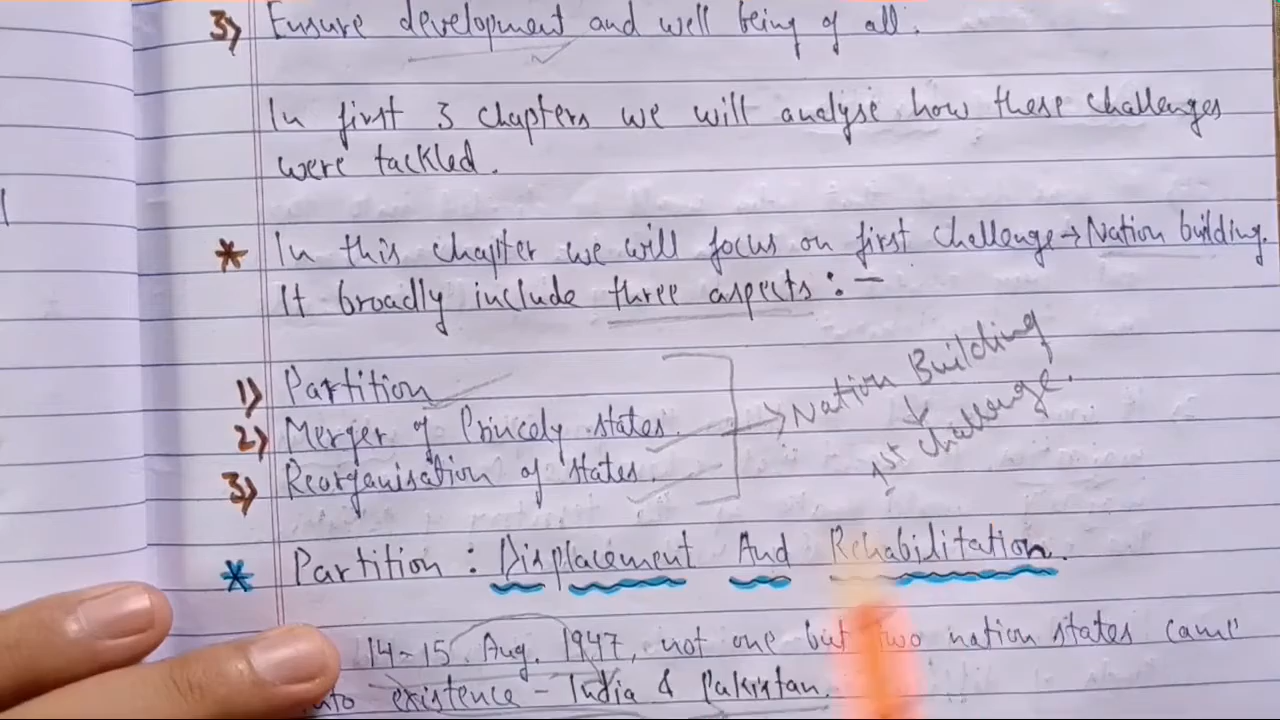 3) Ensure development and well being of all.
In first 3 chapters we will analyse how these challenges
were tackled.
* In this chapter we will focus on first challenge → Nation building.
It broadly include three aspects : –
1) Partition
2) Merger of Princely states.
3) Reorganisation of states.
→ Nation Building
↓
1st challenge.
* Partition : Displacement And Rehabilitation.
14-15 Aug. 1947, not one but two nation states came
into existence – India & Pakistan.